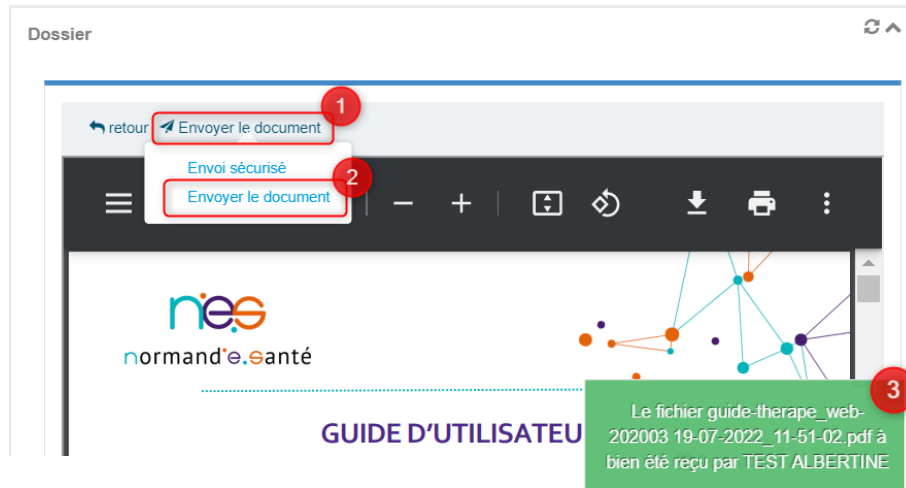 Dossier
1
retour Envoyer le document
Envoi sécurisé
2
Envoyer le document
nes
normand'e.santé
3
GUIDE D'UTILISATEU
Le fichier guide-therape_web-
202003 19-07-2022_11-51-02.pdf à
bien été reçu par TEST ALBERTINE